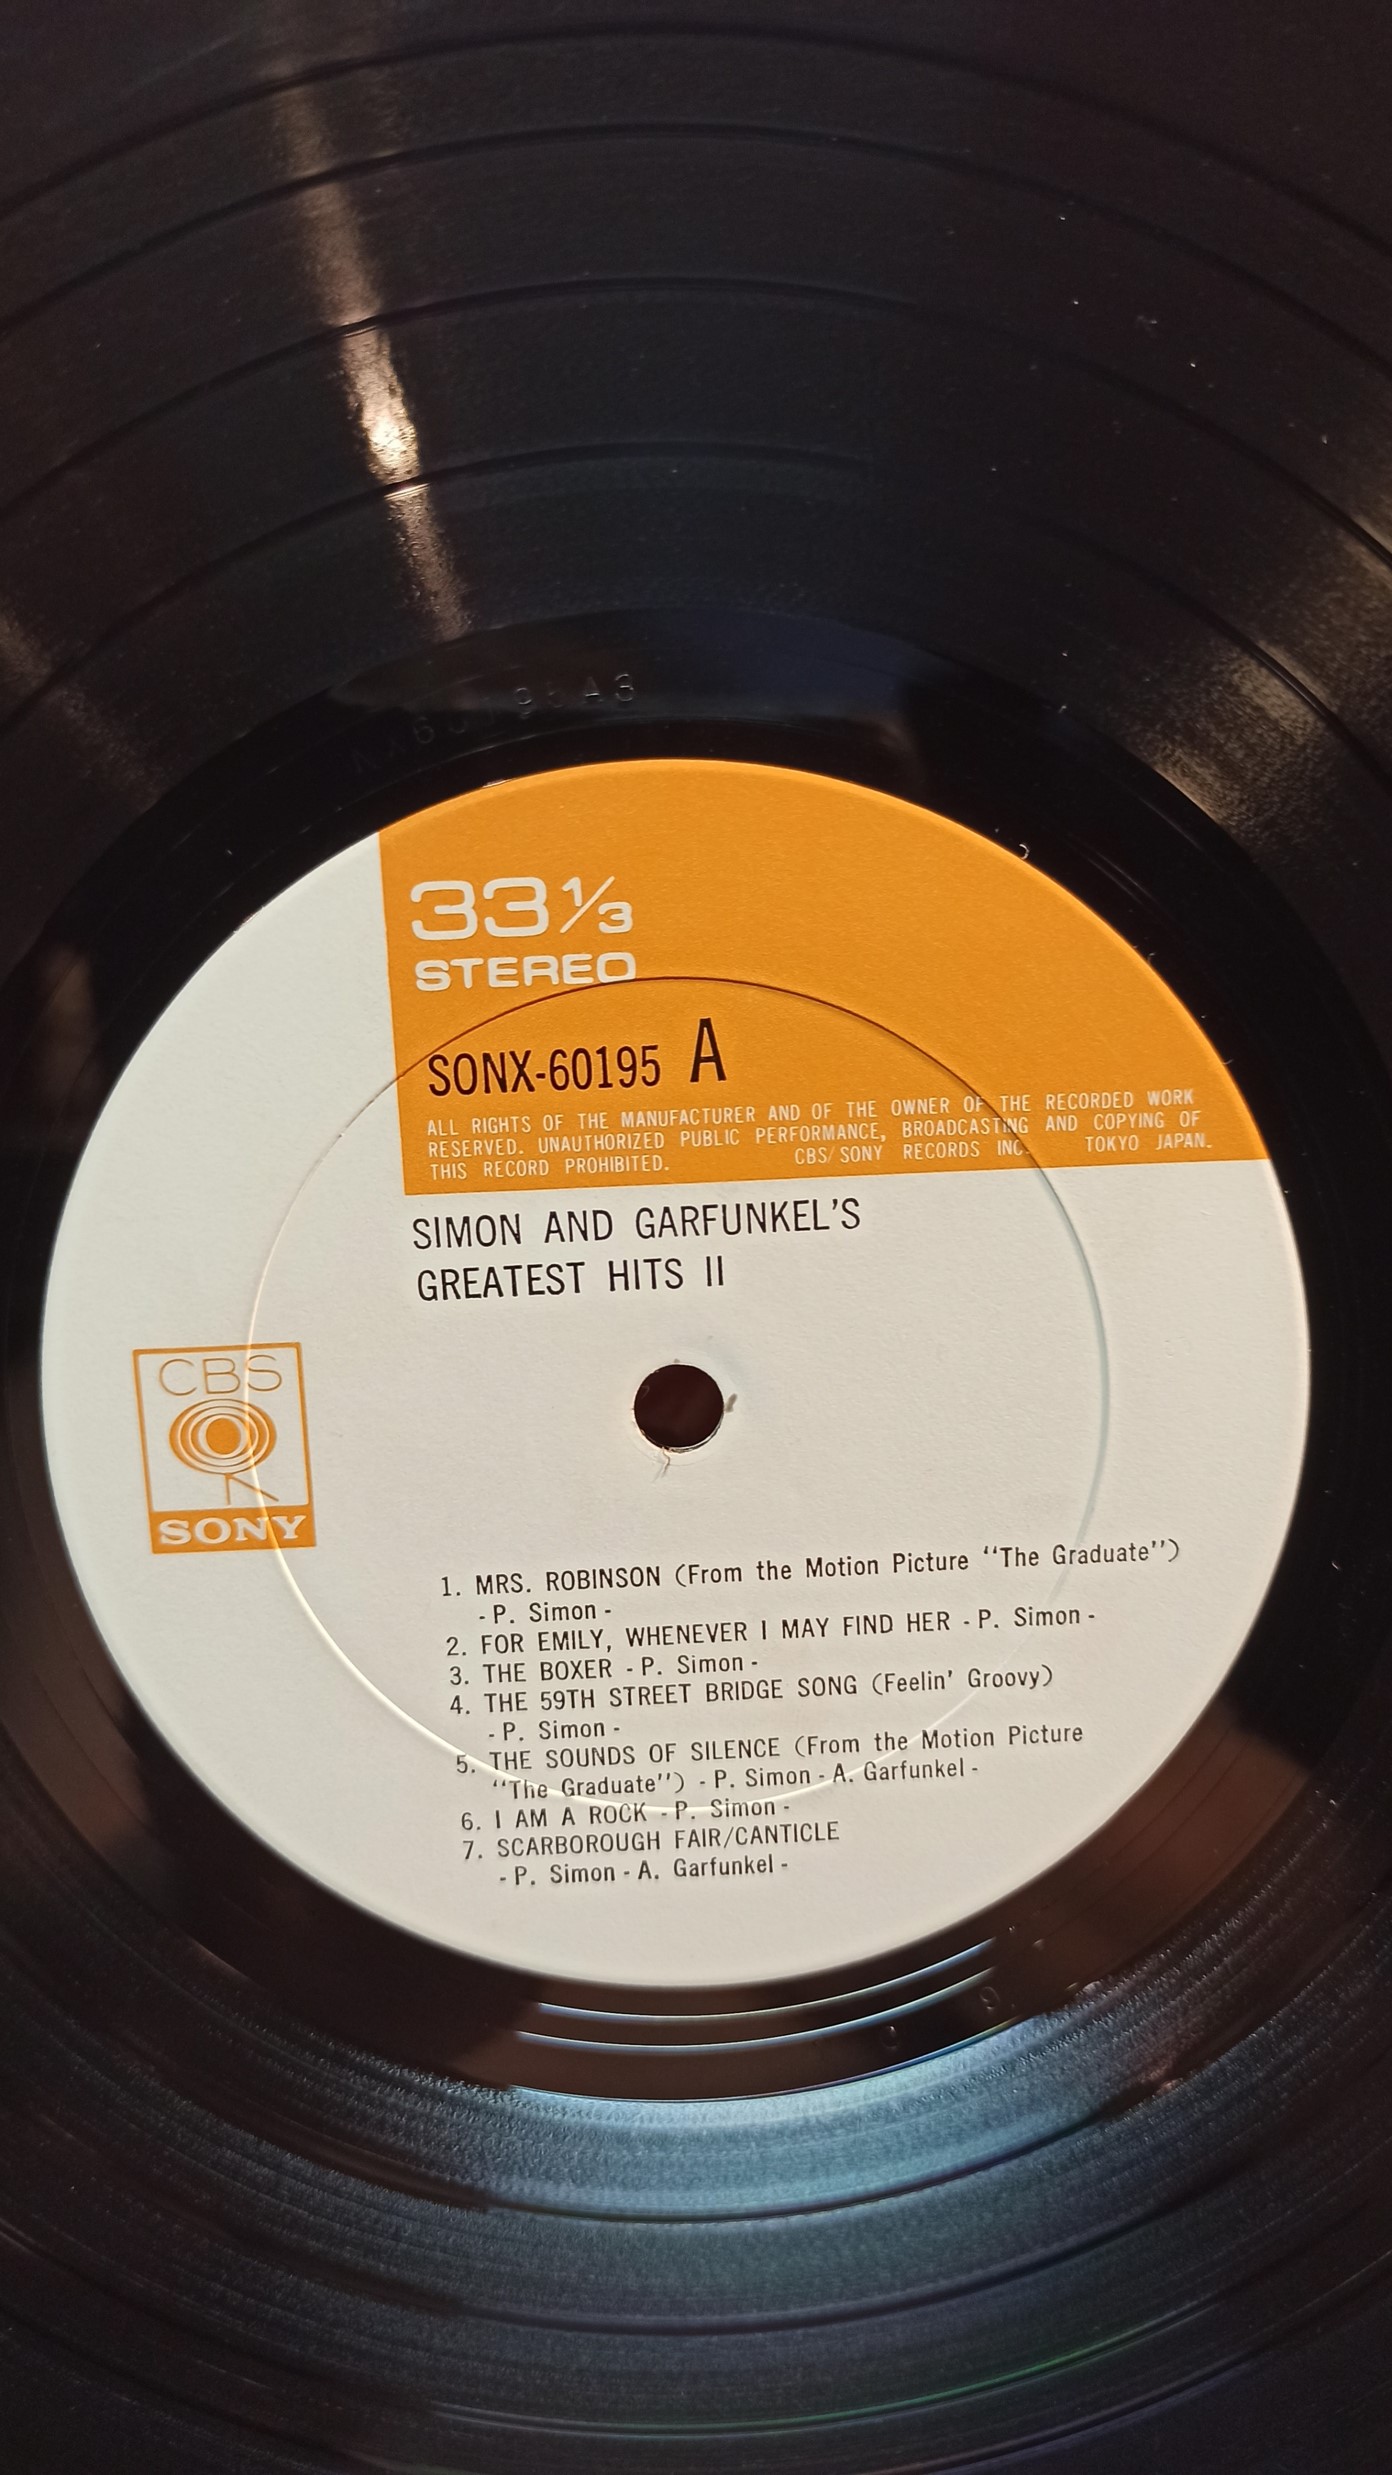 33 1/3
STEREO
SONX-60195 A
ALL RIGHTS OF THE MANUFACTURER AND OF THE OWNER OF THE RECORDED WORK
RESERVED. UNAUTHORIZED PUBLIC PERFORMANCE, BROADCASTING AND COPYING OF
THIS RECORD PROHIBITED. CBS/SONY RECORDS INC. TOKYO JAPAN.
SIMON AND GARFUNKEL'S
GREATEST HITS II
CBS
SONY
1. MRS. ROBINSON (From the Motion Picture "The Graduate")
- P. Simon -
2. FOR EMILY, WHENEVER I MAY FIND HER - P. Simon -
3. THE BOXER - P. Simon -
4. THE 59TH STREET BRIDGE SONG (Feelin' Groovy)
- P. Simon -
5. THE SOUNDS OF SILENCE (From the Motion Picture
"The Graduate") - P. Simon - A. Garfunkel -
6. I AM A ROCK - P. Simon -
7. SCARBOROUGH FAIR/CANTICLE
- P. Simon - A. Garfunkel -